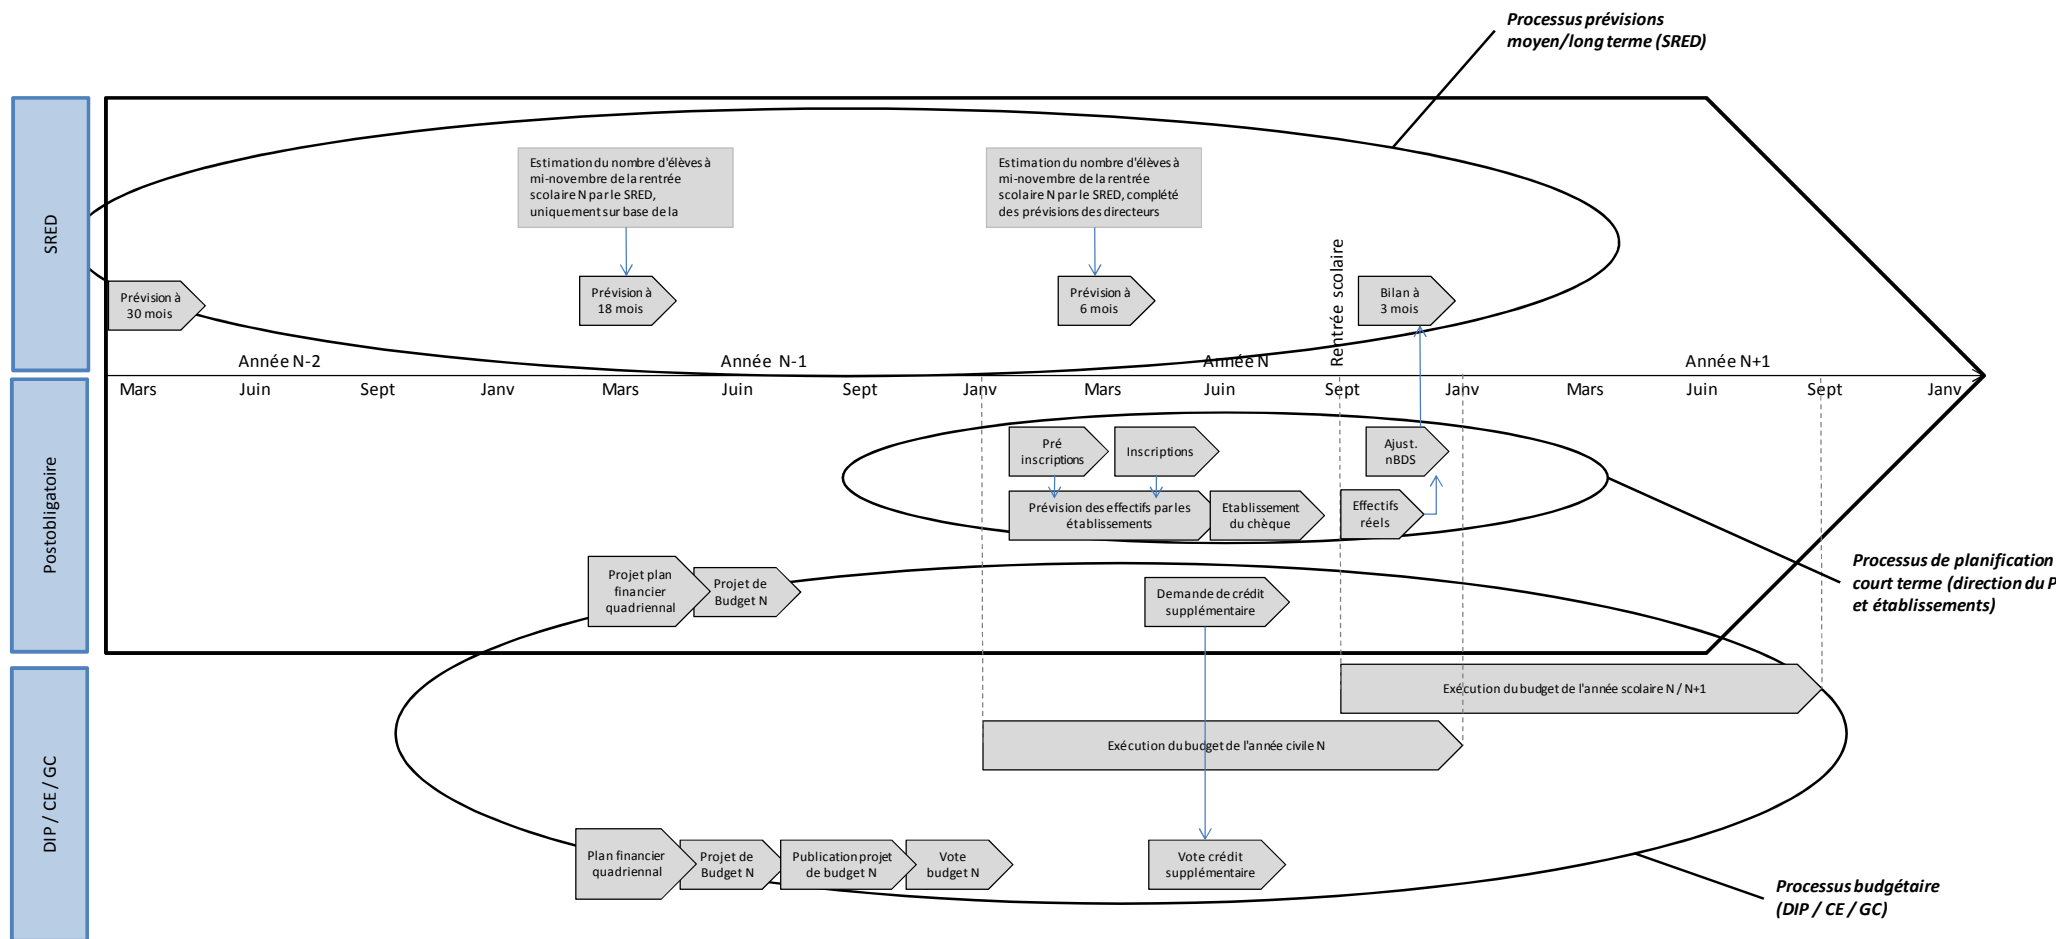 Processus prévisions
moyen/long terme (SRED)
SRED
Estimation du nombre d'élèves à
mi-novembre de la rentrée
scolaire N par le SRED,
uniquement sur base de la
Estimation du nombre d'élèves à
mi-novembre de la rentrée
scolaire N par le SRED, complété
des prévisions des directeurs
Prévision à
30 mois
Prévision à
18 mois
Prévision à
6 mois
Rentrée scolaire
Bilan à
3 mois
Année N-2
Année N-1
Année N
Année N+1
Mars Juin Sept Janv Mars Juin Sept Janv Mars Juin Sept Janv Mars Juin Sept Janv
Postobligatoire
Pré
inscriptions
Inscriptions
Ajust.
nBDS
Prévision des effectifs par les
établissements
Etablissement
du chèque
Effectifs
réels
Projet plan
financier
quadriennal
Projet de
Budget N
Demande de crédit
supplémentaire
Processus de planification
court terme (direction du P
et établissements)
DIP / CE / GC
Exécution du budget de l'année scolaire N / N+1
Exécution du budget de l'année civile N
Plan financier
quadriennal
Projet de
Budget N
Publication projet
de budget N
Vote
budget N
Vote crédit
supplémentaire
Processus budgétaire
(DIP / CE / GC)